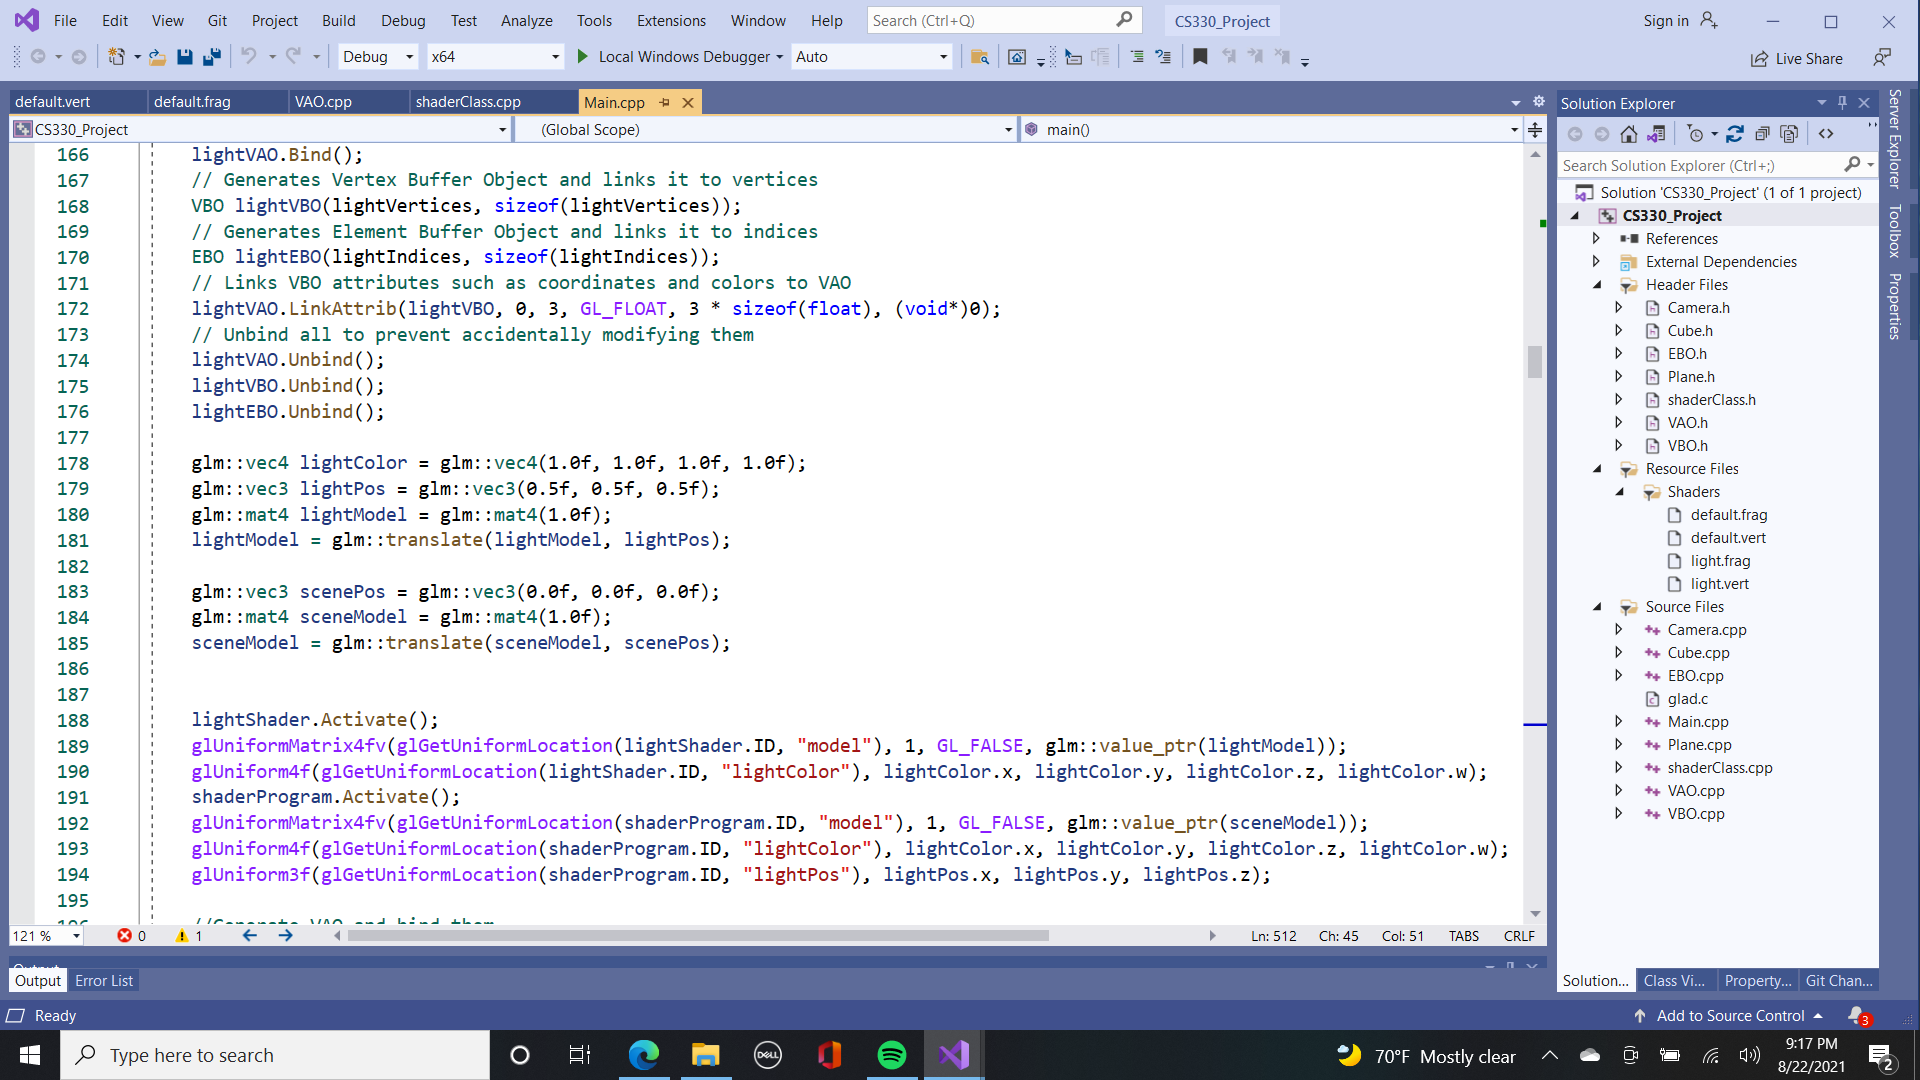 File Edit View Git Project Build Debug Test Analyze Tools Extensions Window Help Search (Ctrl+Q) CS330_Project Sign in
Debug x64 Local Windows Debugger Auto Live Share
default.vert default.frag VAO.cpp shaderClass.cpp Main.cpp
CS330_Project (Global Scope) main()
166 lightVAO.Bind();
167 // Generates Vertex Buffer Object and links it to vertices
168 VBO lightVBO(lightVertices, sizeof(lightVertices));
169 // Generates Element Buffer Object and links it to indices
170 EBO lightEBO(lightIndices, sizeof(lightIndices));
171 // Links VBO attributes such as coordinates and colors to VAO
172 lightVAO.LinkAttrib(lightVBO, 0, 3, GL_FLOAT, 3 * sizeof(float), (void*)0);
173 // Unbind all to prevent accidentally modifying them
174 lightVAO.Unbind();
175 lightVBO.Unbind();
176 lightEBO.Unbind();
177
178 glm::vec4 lightColor = glm::vec4(1.0f, 1.0f, 1.0f, 1.0f);
179 glm::vec3 lightPos = glm::vec3(0.5f, 0.5f, 0.5f);
180 glm::mat4 lightModel = glm::mat4(1.0f);
181 lightModel = glm::translate(lightModel, lightPos);
182
183 glm::vec3 scenePos = glm::vec3(0.0f, 0.0f, 0.0f);
184 glm::mat4 sceneModel = glm::mat4(1.0f);
185 sceneModel = glm::translate(sceneModel, scenePos);
186
187
188 lightShader.Activate();
189 glUniformMatrix4fv(glGetUniformLocation(lightShader.ID, "model"), 1, GL_FALSE, glm::value_ptr(lightModel));
190 glUniform4f(glGetUniformLocation(lightShader.ID, "lightColor"), lightColor.x, lightColor.y, lightColor.z, lightColor.w);
191 shaderProgram.Activate();
192 glUniformMatrix4fv(glGetUniformLocation(shaderProgram.ID, "model"), 1, GL_FALSE, glm::value_ptr(sceneModel));
193 glUniform4f(glGetUniformLocation(shaderProgram.ID, "lightColor"), lightColor.x, lightColor.y, lightColor.z, lightColor.w);
194 glUniform3f(glGetUniformLocation(shaderProgram.ID, "lightPos"), lightPos.x, lightPos.y, lightPos.z);
195
196 //Generate VAO and bind them
121 % 0 1 Ln: 512 Ch: 45 Col: 51 TABS CRLF
Output
Output Error List
Solution Explorer
Search Solution Explorer (Ctrl+;)
Solution 'CS330_Project' (1 of 1 project)
CS330_Project
References
External Dependencies
Header Files
Camera.h
Cube.h
EBO.h
Plane.h
shaderClass.h
VAO.h
VBO.h
Resource Files
Shaders
default.frag
default.vert
light.frag
light.vert
Source Files
Camera.cpp
Cube.cpp
EBO.cpp
glad.c
Main.cpp
Plane.cpp
shaderClass.cpp
VAO.cpp
VBO.cpp
Solution... Class Vi... Property... Git Chan...
Server Explorer
Toolbox
Properties
Ready Add to Source Control 3
Type here to search DELL 70°F Mostly clear 9:17 PM
8/22/2021 2